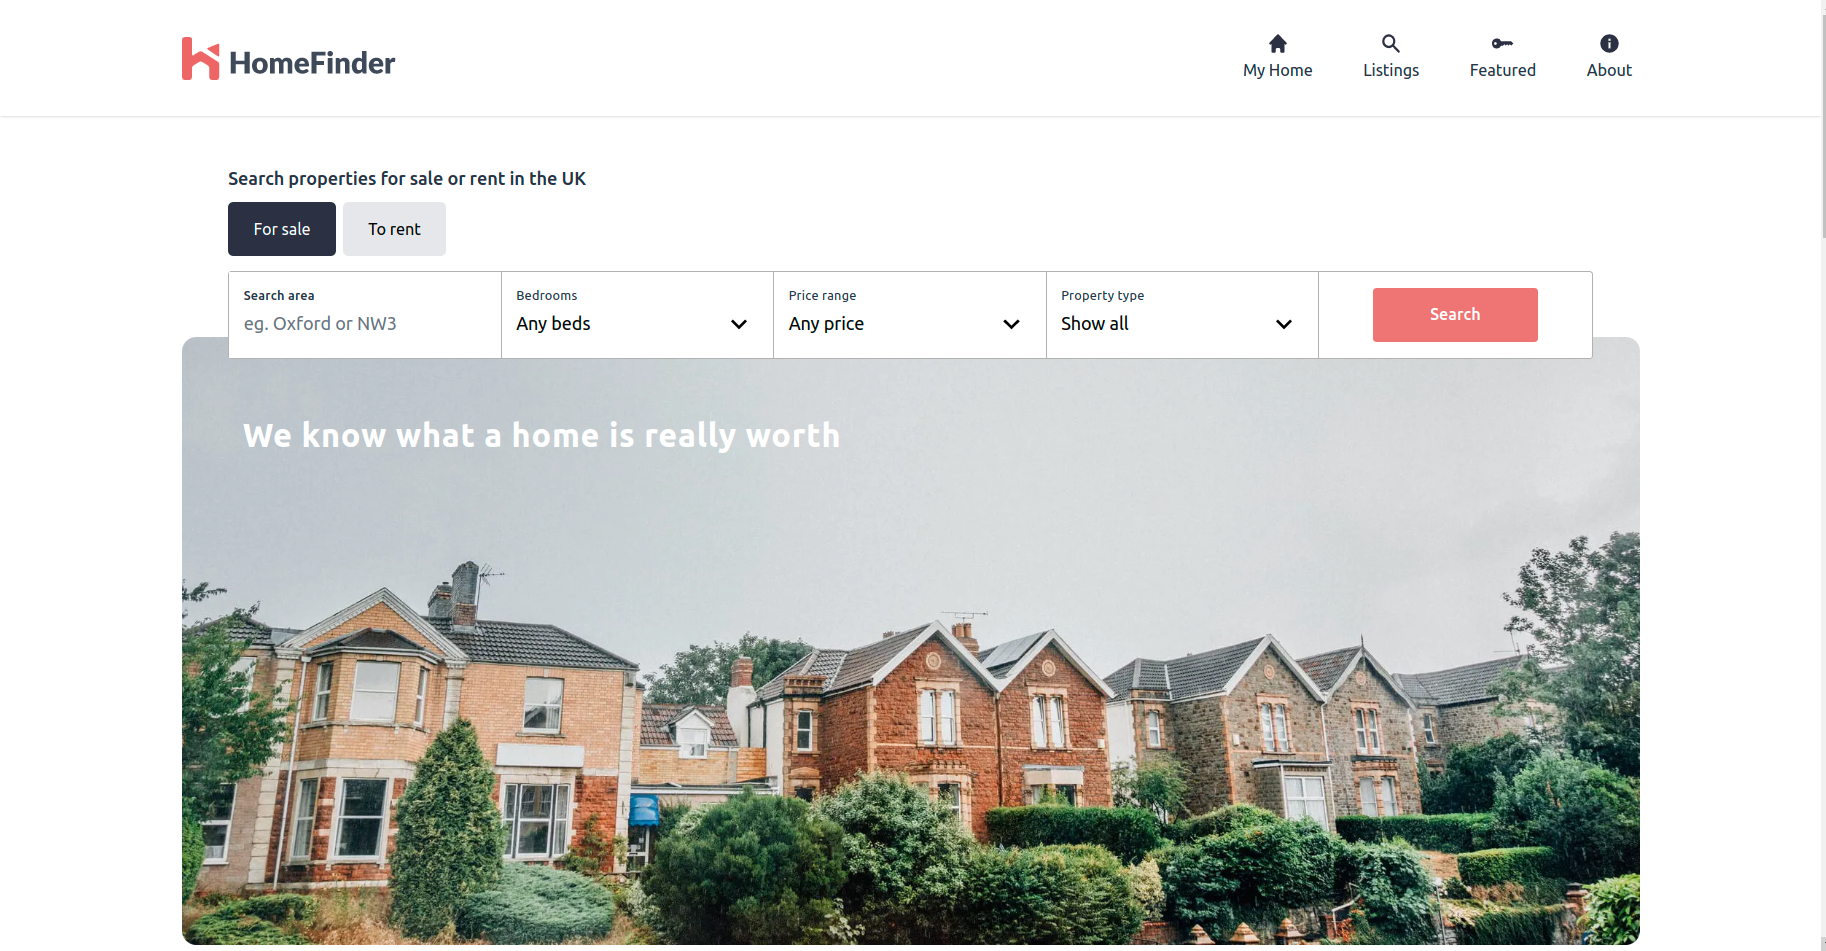 HomeFinder
My Home
Listings
Featured
About
Search properties for sale or rent in the UK
For sale
To rent
Search area
eg. Oxford or NW3
Bedrooms
Any beds
Price range
Any price
Property type
Show all
Search
We know what a home is really worth